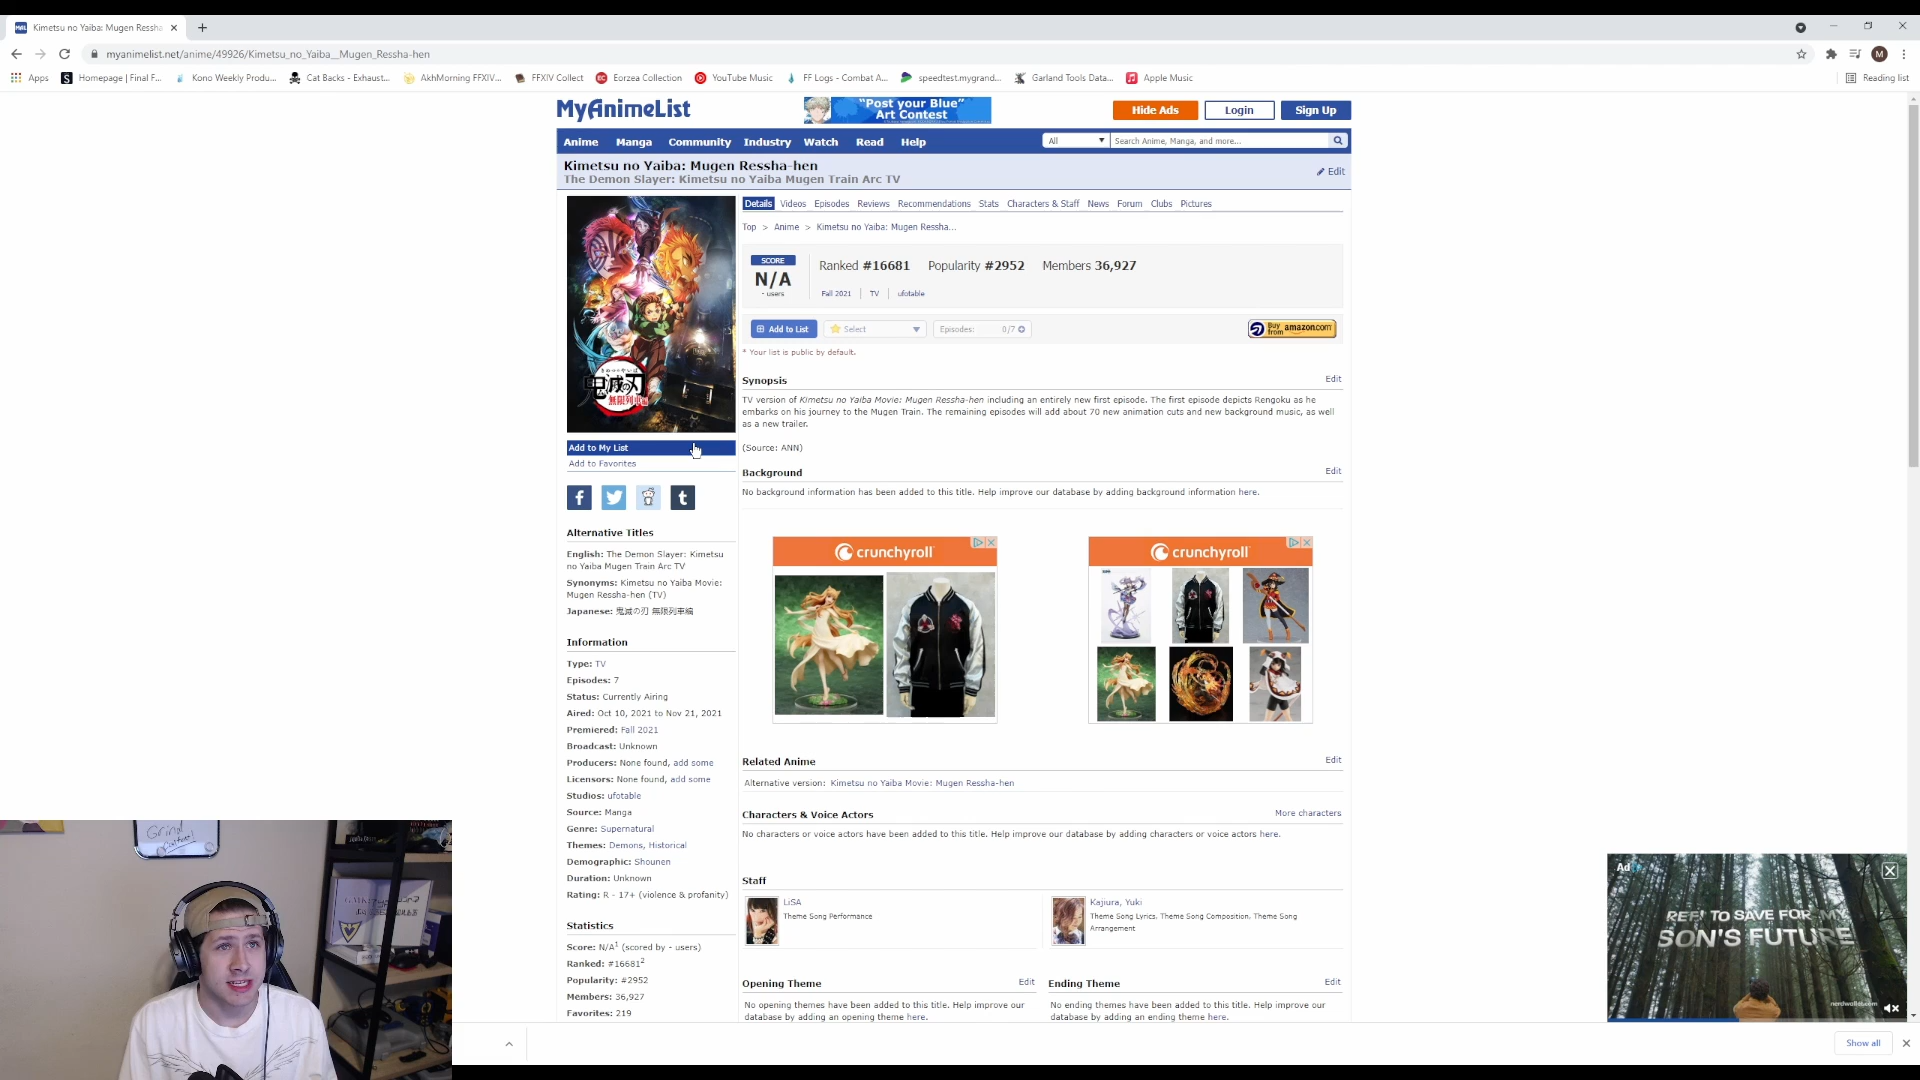 Kimetsu no Yaiba: Mugen Ressha
myanimelist.net/anime/49926/Kimetsu_no_Yaiba__Mugen_Ressha-hen
M
Apps
Homepage | Final F...
Kono Weekly Produ...
Cat Backs - Exhaust...
AkhMorning FFXIV...
FFXIV Collect
Eorzea Collection
YouTube Music
FF Logs - Combat A...
speedtest.mygrand...
Garland Tools Data...
Apple Music
Reading list
MyAnimeList
"Post your Blue"
Art Contest
Hide Ads
Login
Sign Up
Anime Manga Community Industry Watch Read Help
All
Search Anime, Manga, and more...
Kimetsu no Yaiba: Mugen Ressha-hen
The Demon Slayer: Kimetsu no Yaiba Mugen Train Arc TV
Edit
鬼滅の刃
無限列車編
Add to My List
Add to Favorites
Alternative Titles
English: The Demon Slayer: Kimetsu
no Yaiba Mugen Train Arc TV
Synonyms: Kimetsu no Yaiba Movie:
Mugen Ressha-hen (TV)
Japanese: 鬼滅の刃 無限列車編
Information
Type: TV
Episodes: 7
Status: Currently Airing
Aired: Oct 10, 2021 to Nov 21, 2021
Premiered: Fall 2021
Broadcast: Unknown
Producers: None found, add some
Licensors: None found, add some
Studios: ufotable
Source: Manga
Genre: Supernatural
Themes: Demons, Historical
Demographic: Shounen
Duration: Unknown
Rating: R - 17+ (violence & profanity)
Statistics
Score: N/A1 (scored by - users)
Ranked: #166812
Popularity: #2952
Members: 36,927
Favorites: 219
Details Videos Episodes Reviews Recommendations Stats Characters & Staff News Forum Clubs Pictures
Top > Anime > Kimetsu no Yaiba: Mugen Ressha...
SCORE
N/A
- users
Ranked #16681 Popularity #2952 Members 36,927
Fall 2021 | TV | ufotable
Add to List
Select
Episodes: 0/7
Buy from amazon.com
* Your list is public by default.
Synopsis
Edit
TV version of Kimetsu no Yaiba Movie: Mugen Ressha-hen including an entirely new first episode. The first episode depicts Rengoku as he
embarks on his journey to the Mugen Train. The remaining episodes will add about 70 new animation cuts and new background music, as well
as a new trailer.
(Source: ANN)
Background
Edit
No background information has been added to this title. Help improve our database by adding background information here.
crunchyroll
crunchyroll
Related Anime
Edit
Alternative version: Kimetsu no Yaiba Movie: Mugen Ressha-hen
Characters & Voice Actors
More characters
No characters or voice actors have been added to this title. Help improve our database by adding characters or voice actors here.
Staff
LiSA
Theme Song Performance
Kajiura, Yuki
Theme Song Lyrics, Theme Song Composition, Theme Song
Arrangement
Opening Theme
Edit
No opening themes have been added to this title. Help improve our
database by adding an opening theme here.
Ending Theme
Edit
No ending themes have been added to this title. Help improve our
database by adding an ending theme here.
Ad
TO SAVE FOR MY
SON'S FUTURE
nerdwallet.com
Grind
Show all